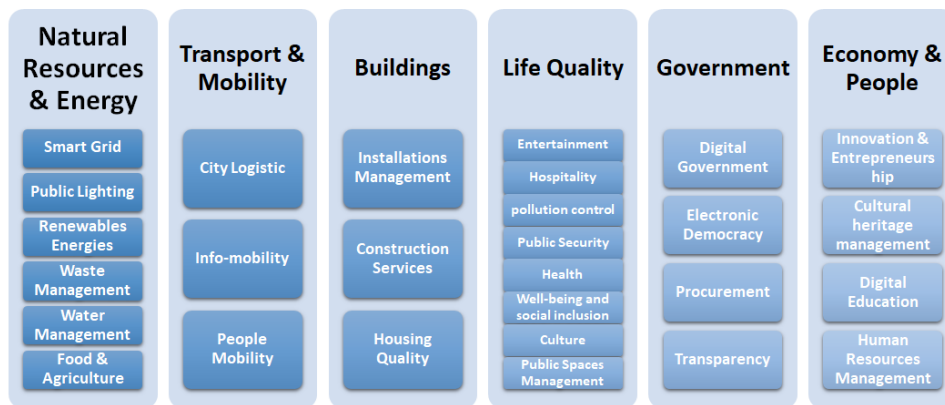 Natural
Resources
& Energy
Smart Grid
Public Lighting
Renewables
Energies
Waste
Management
Water
Management
Food &
Agriculture
Transport &
Mobility
City Logistic
Info-mobility
People
Mobility
Buildings
Installations
Management
Construction
Services
Housing
Quality
Life Quality
Entertainment
Hospitality
pollution control
Public Security
Health
Well-being and
social inclusion
Culture
Public Spaces
Management
Government
Digital
Government
Electronic
Democracy
Procurement
Transparency
Economy &
People
Innovation &
Entrepreneurs
hip
Cultural
heritage
management
Digital
Education
Human
Resources
Management